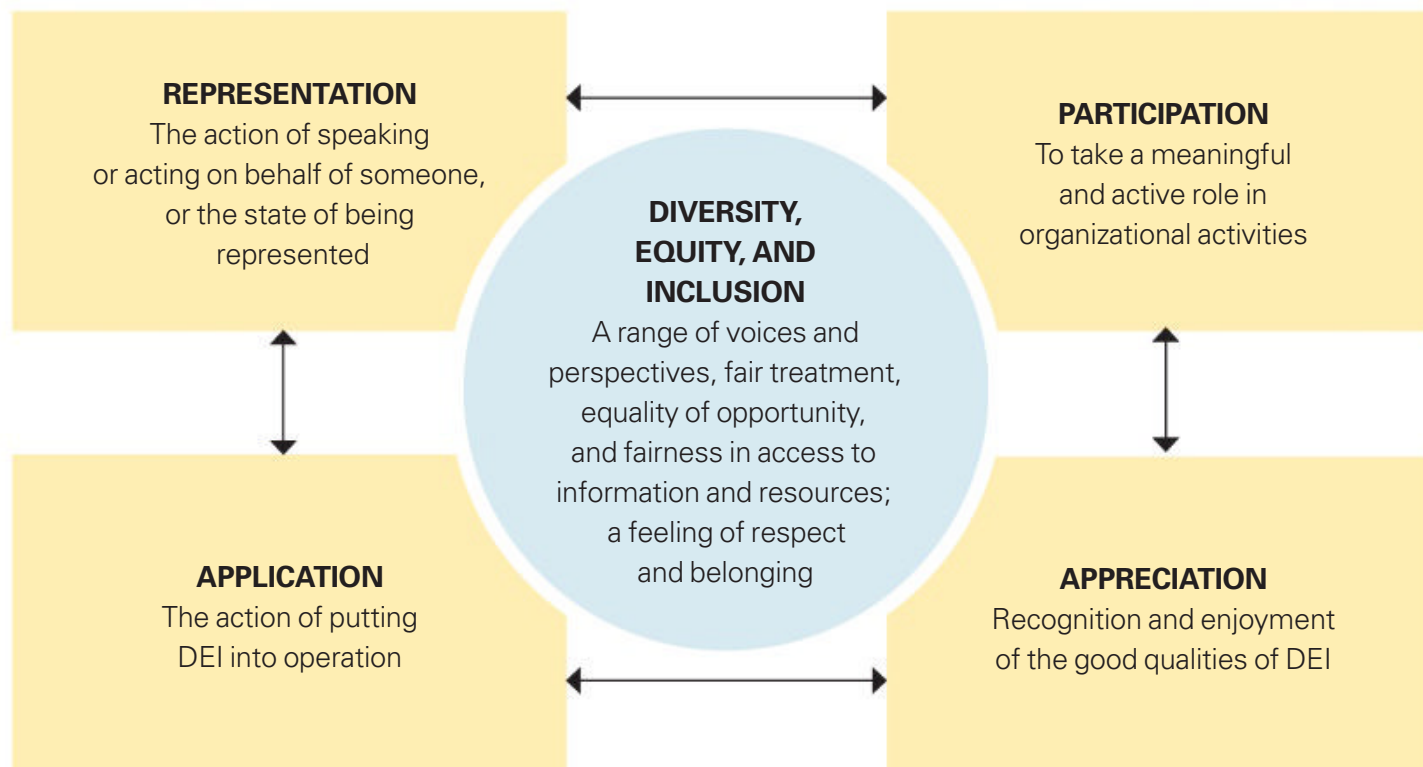 REPRESENTATION
The action of speaking
or acting on behalf of someone,
or the state of being
represented
PARTICIPATION
To take a meaningful
and active role in
organizational activities
DIVERSITY,
EQUITY, AND
INCLUSION
A range of voices and
perspectives, fair treatment,
equality of opportunity,
and fairness in access to
information and resources;
a feeling of respect
and belonging
APPLICATION
The action of putting
DEI into operation
APPRECIATION
Recognition and enjoyment
of the good qualities of DEI